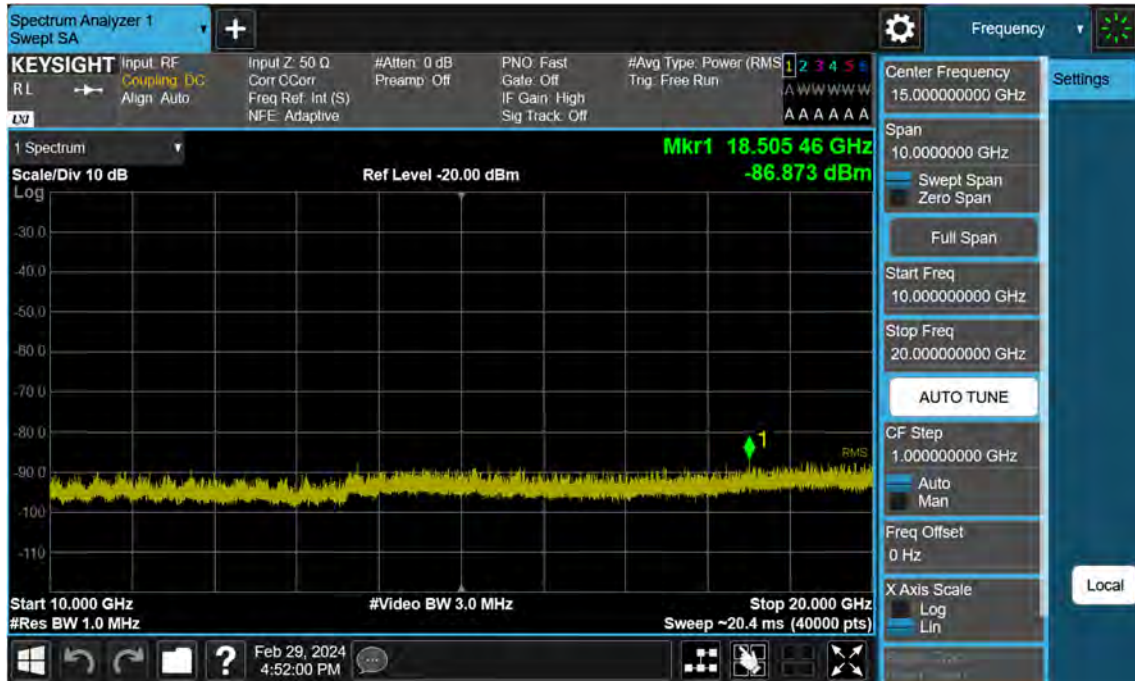 Spectrum Analyzer 1
Swept SA
Frequency
KEYSIGHT
RL
LXI
Input: RF
Coupling: DC
Align: Auto
Input Z: 50 Ω
Corr CCorr
Freq Ref: Int (S)
NFE: Adaptive
#Atten: 0 dB
Preamp: Off
PNO: Fast
Gate: Off
IF Gain: High
Sig Track: Off
#Avg Type: Power (RMS
Trig: Free Run
1 2 3 4 5 6
A W W W W W
A A A A A A
1 Spectrum
Scale/Div 10 dB
Log
Ref Level -20.00 dBm
Mkr1 18.505 46 GHz
-86.873 dBm
-30.0
-40.0
-50.0
-60.0
-70.0
-80.0
-90.0
-100
-110
1
RMS
Start 10.000 GHz
#Res BW 1.0 MHz
#Video BW 3.0 MHz
Stop 20.000 GHz
Sweep ~20.4 ms (40000 pts)
?
Feb 29, 2024
4:52:00 PM
Center Frequency
15.000000000 GHz
Span
10.0000000 GHz
Swept Span
Zero Span
Full Span
Start Freq
10.000000000 GHz
Stop Freq
20.000000000 GHz
AUTO TUNE
CF Step
1.000000000 GHz
Auto
Man
Freq Offset
0 Hz
X Axis Scale
Log
Lin
Settings
Local